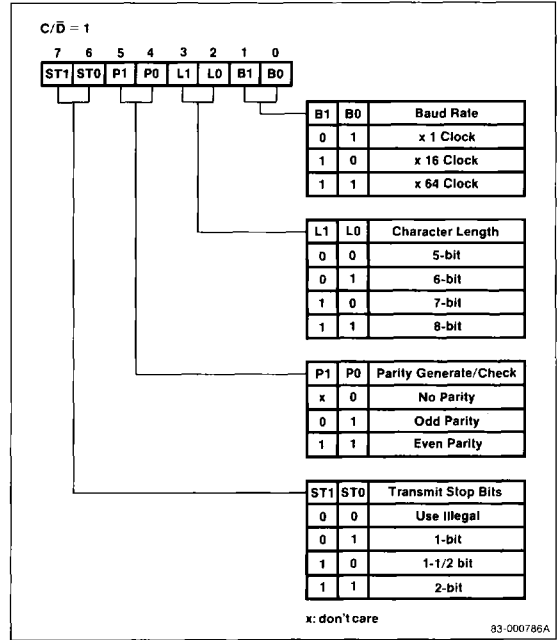 C/D̅ = 1
7 6 5 4 3 2 1 0
ST1 ST0 P1 P0 L1 L0 B1 B0
B1 B0 Baud Rate
0 1 x 1 Clock
1 0 x 16 Clock
1 1 x 64 Clock
L1 L0 Character Length
0 0 5-bit
0 1 6-bit
1 0 7-bit
1 1 8-bit
P1 P0 Parity Generate/Check
x 0 No Parity
0 1 Odd Parity
1 1 Even Parity
ST1 ST0 Transmit Stop Bits
0 0 Use Illegal
0 1 1-bit
1 0 1-1/2 bit
1 1 2-bit
x: don't care
83-000786A